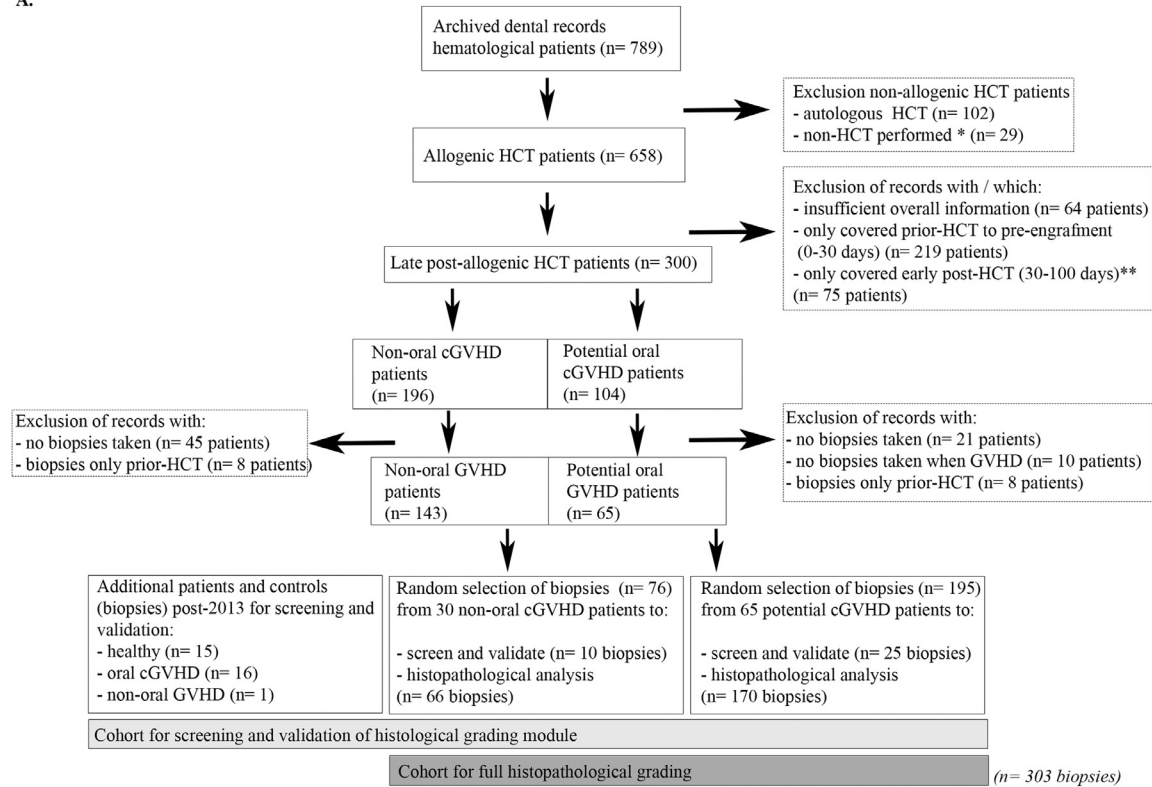 A.
Archived dental records
hematological patients (n= 789)
Exclusion non-allogenic HCT patients
- autologous HCT (n= 102)
- non-HCT performed * (n= 29)
Allogenic HCT patients (n= 658)
Exclusion of records with / which:
- insufficient overall information (n= 64 patients)
- only covered prior-HCT to pre-engrafment
(0-30 days) (n= 219 patients)
- only covered early post-HCT (30-100 days)**
(n= 75 patients)
Late post-allogenic HCT patients (n= 300)
Non-oral cGVHD
patients
(n= 196)
Potential oral
cGVHD patients
(n= 104)
Exclusion of records with:
- no biopsies taken (n= 45 patients)
- biopsies only prior-HCT (n= 8 patients)
Exclusion of records with:
- no biopsies taken (n= 21 patients)
- no biopsies taken when GVHD (n= 10 patients)
- biopsies only prior-HCT (n= 8 patients)
Non-oral GVHD
patients
(n= 143)
Potential oral
GVHD patients
(n= 65)
Additional patients and controls
(biopsies) post-2013 for screening and
validation:
- healthy (n= 15)
- oral cGVHD (n= 16)
- non-oral GVHD (n= 1)
Random selection of biopsies (n= 76)
from 30 non-oral cGVHD patients to:
- screen and validate (n= 10 biopsies)
- histopathological analysis
(n= 66 biopsies)
Random selection of biopsies (n= 195)
from 65 potential cGVHD patients to:
- screen and validate (n= 25 biopsies)
- histopathological analysis
(n= 170 biopsies)
Cohort for screening and validation of histological grading module
Cohort for full histopathological grading
(n= 303 biopsies)